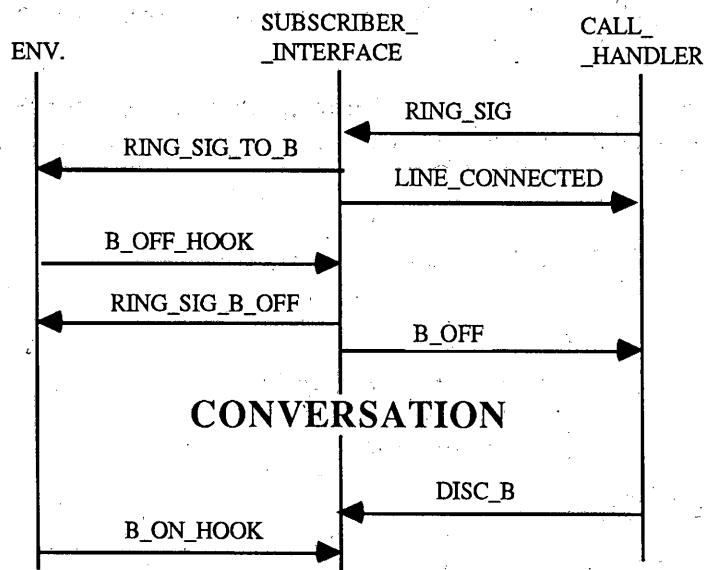 ENV.
SUBSCRIBER_
_INTERFACE
CALL_
_HANDLER
RING_SIG
RING_SIG_TO_B
LINE_CONNECTED
B_OFF_HOOK
RING_SIG_B_OFF
B_OFF
CONVERSATION
DISC_B
B_ON_HOOK